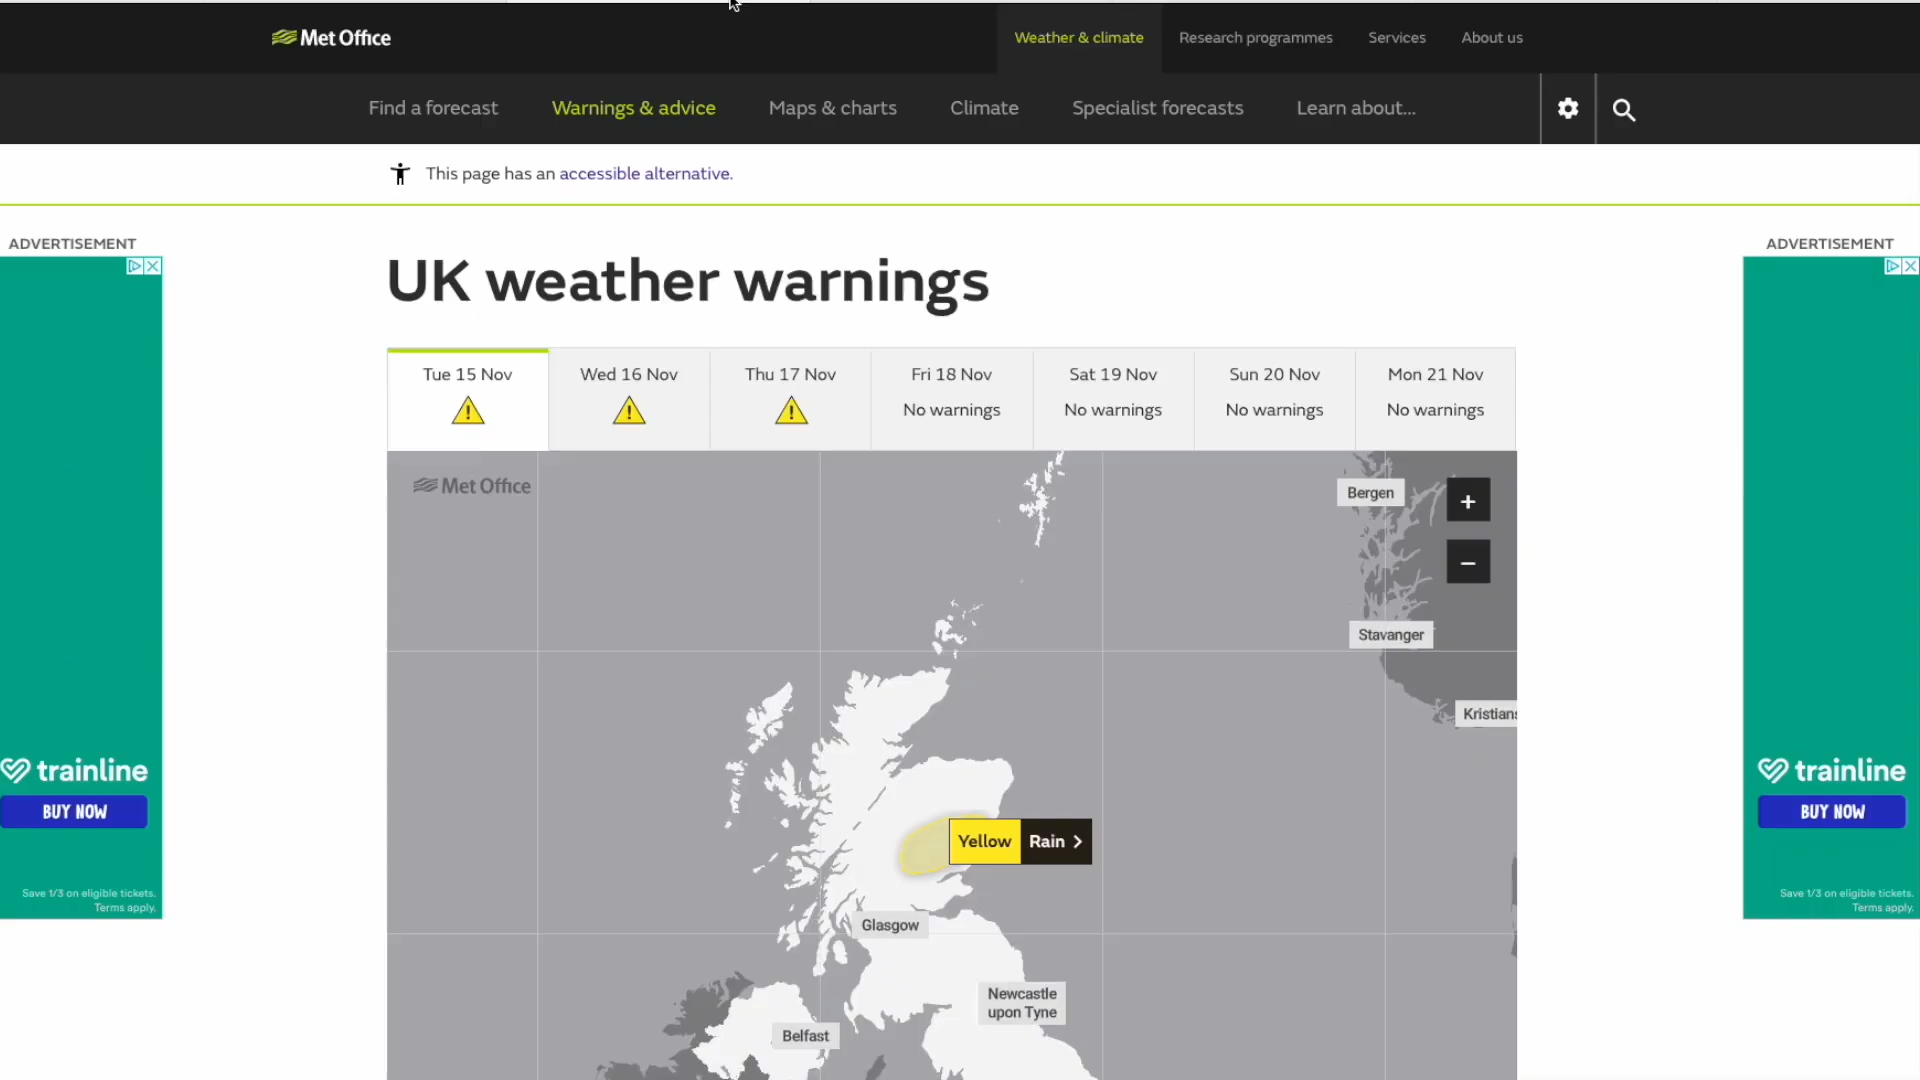 Met Office
Weather & climate
Research programmes
Services
About us
Find a forecast
Warnings & advice
Maps & charts
Climate
Specialist forecasts
Learn about...
This page has an accessible alternative.
ADVERTISEMENT
ADVERTISEMENT
UK weather warnings
Tue 15 Nov
Wed 16 Nov
Thu 17 Nov
Fri 18 Nov
No warnings
Sat 19 Nov
No warnings
Sun 20 Nov
No warnings
Mon 21 Nov
No warnings
Met Office
Bergen
+
−
Stavanger
Kristians
Yellow Rain >
Glasgow
Newcastle
upon Tyne
Belfast
trainline
BUY NOW
Save 1/3 on eligible tickets.
Terms apply.
trainline
BUY NOW
Save 1/3 on eligible tickets.
Terms apply.